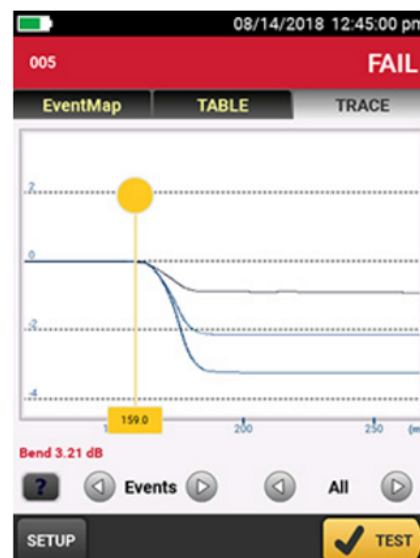 08/14/2018 12:45:00 pm
005 FAIL
EventMap TABLE TRACE
2
0
-2
-4
159.0
1 200 250 (m
Bend 3.21 dB
? Events All
SETUP TEST